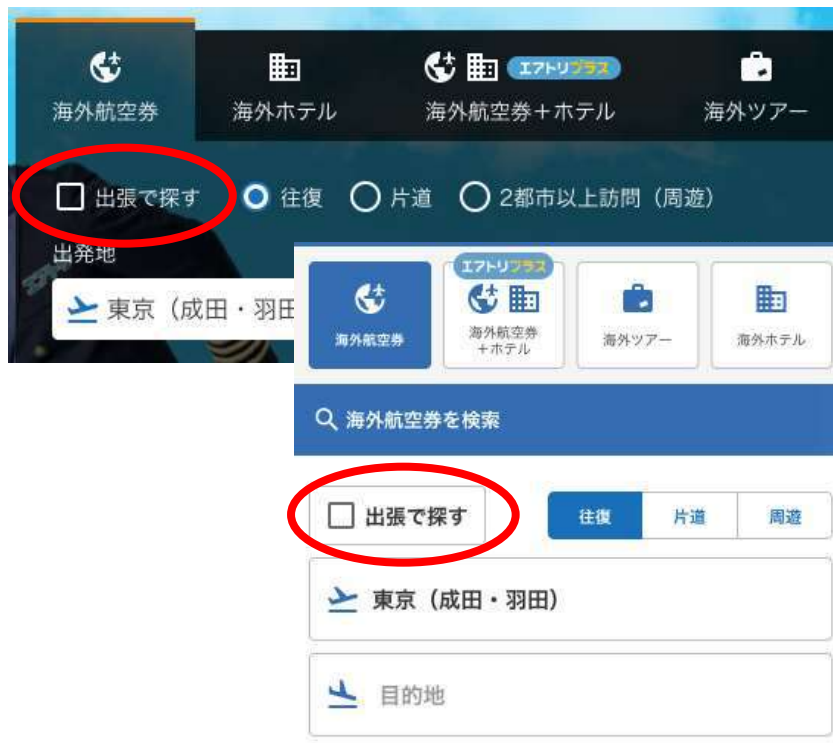 エアトリプラス
海外航空券
海外ホテル
海外航空券＋ホテル
海外ツアー
出張で探す
往復
片道
2都市以上訪問（周遊）
出発地
東京（成田・羽田
エアトリプラス
海外航空券
海外航空券
＋ホテル
海外ツアー
海外ホテル
海外航空券を検索
出張で探す
往復
片道
周遊
東京（成田・羽田）
目的地